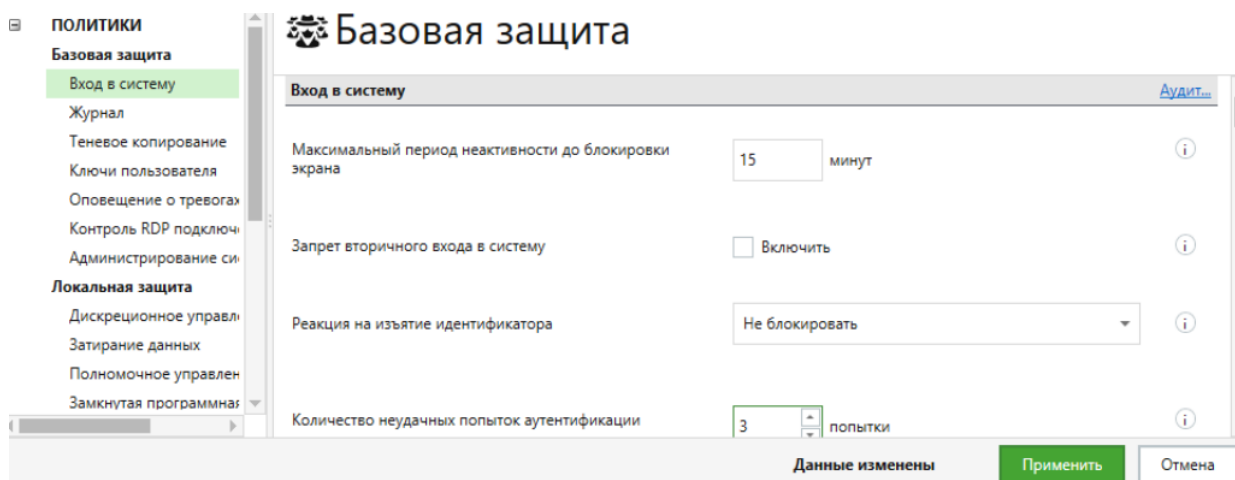 ПОЛИТИКИ
Базовая защита
Вход в систему
Журнал
Теневое копирование
Ключи пользователя
Оповещение о тревогах
Контроль RDP подключ
Администрирование си
Локальная защита
Дискреционное управл
Затирание данных
Полномочное управлен
Замкнутая программная
Базовая защита
Вход в систему Аудит...
Максимальный период неактивности до блокировки
экрана
15 минут
Запрет вторичного входа в систему Включить
Реакция на изъятие идентификатора Не блокировать
Количество неудачных попыток аутентификации 3 попытки
Данные изменены Применить Отмена